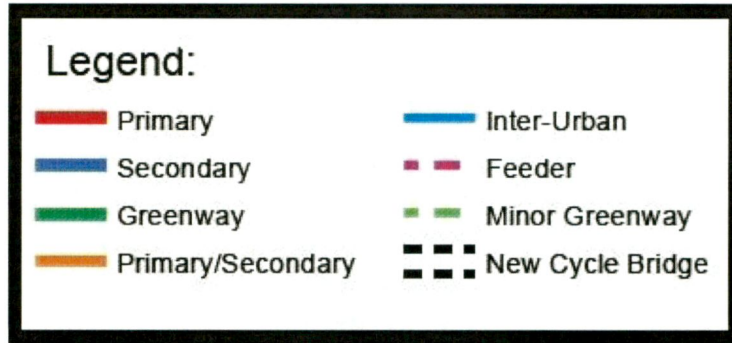 Legend:
Primary
Secondary
Greenway
Primary/Secondary
Inter-Urban
Feeder
Minor Greenway
New Cycle Bridge